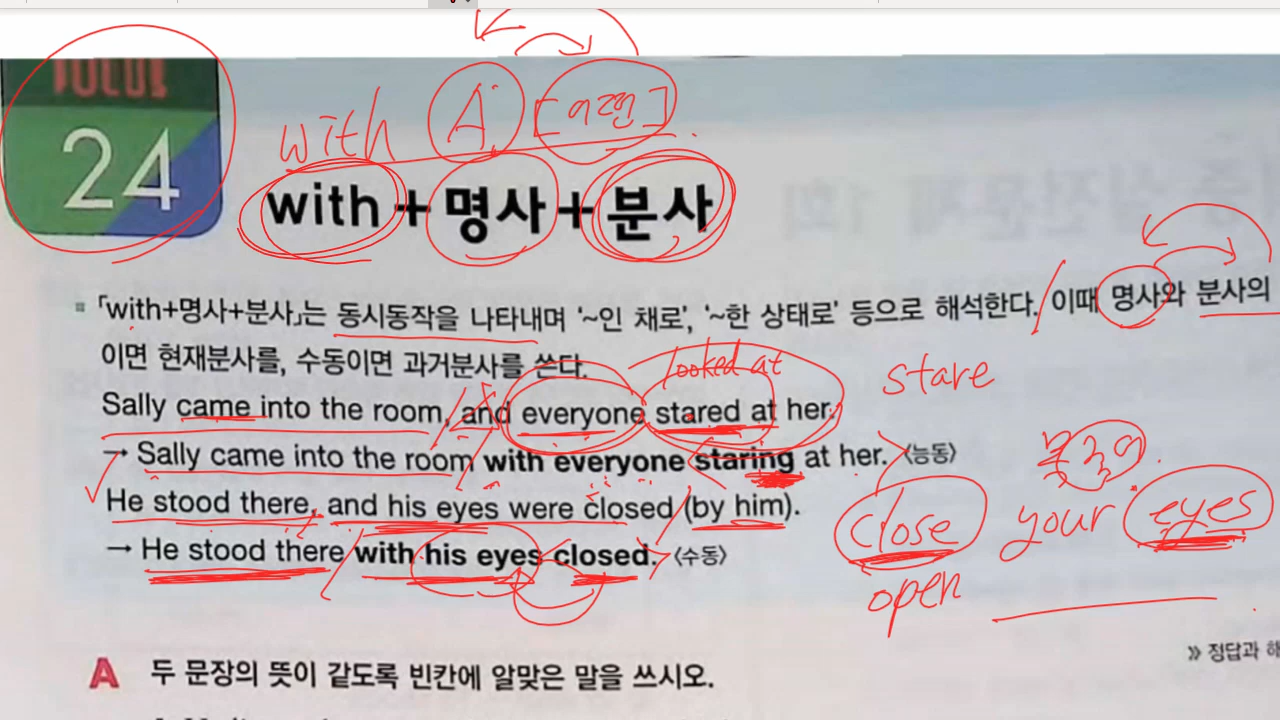 FOCUS
24
with A [어떤]
with + 명사 + 분사
「with+명사+분사」는 동시동작을 나타내며 '~인 채로', '~한 상태로' 등으로 해석한다. 이때 명사와 분사의
이면 현재분사를, 수동이면 과거분사를 쓴다.
looked at
stare
Sally came into the room, and everyone stared at her.
→ Sally came into the room with everyone staring at her. <능동>
He stood there, and his eyes were closed (by him).
close your eyes
→ He stood there with his eyes closed. <수동>
open
» 정답과 해
A 두 문장의 뜻이 같도록 빈칸에 알맞은 말을 쓰시오.